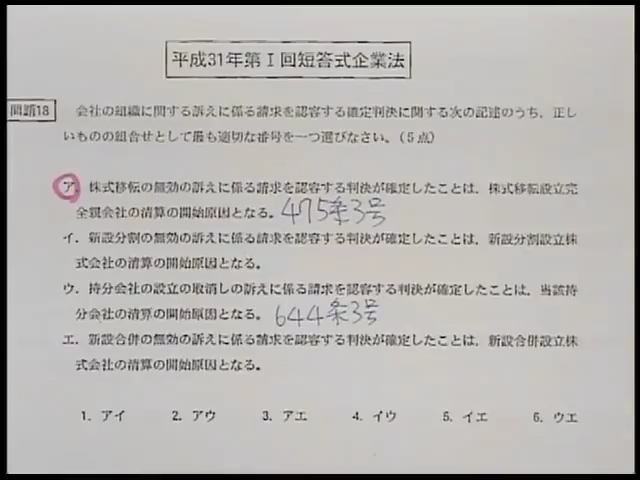 平成31年第Ⅰ回短答式企業法
問題18
会社の組織に関する訴えに係る請求を認容する確定判決に関する次の記述のうち，正し
いものの組合せとして最も適切な番号を一つ選びなさい。（５点）
ア．株式移転の無効の訴えに係る請求を認容する判決が確定したことは，株式移転設立完
全親会社の清算の開始原因となる。475条3号
イ．新設分割の無効の訴えに係る請求を認容する判決が確定したことは，新設分割設立株
式会社の清算の開始原因となる。
ウ．持分会社の設立の取消しの訴えに係る請求を認容する判決が確定したことは，当該持
分会社の清算の開始原因となる。644条3号
エ．新設合併の無効の訴えに係る請求を認容する判決が確定したことは，新設合併設立株
式会社の清算の開始原因となる。
1．アイ 2．アウ 3．アエ 4．イウ 5．イエ 6．ウエ